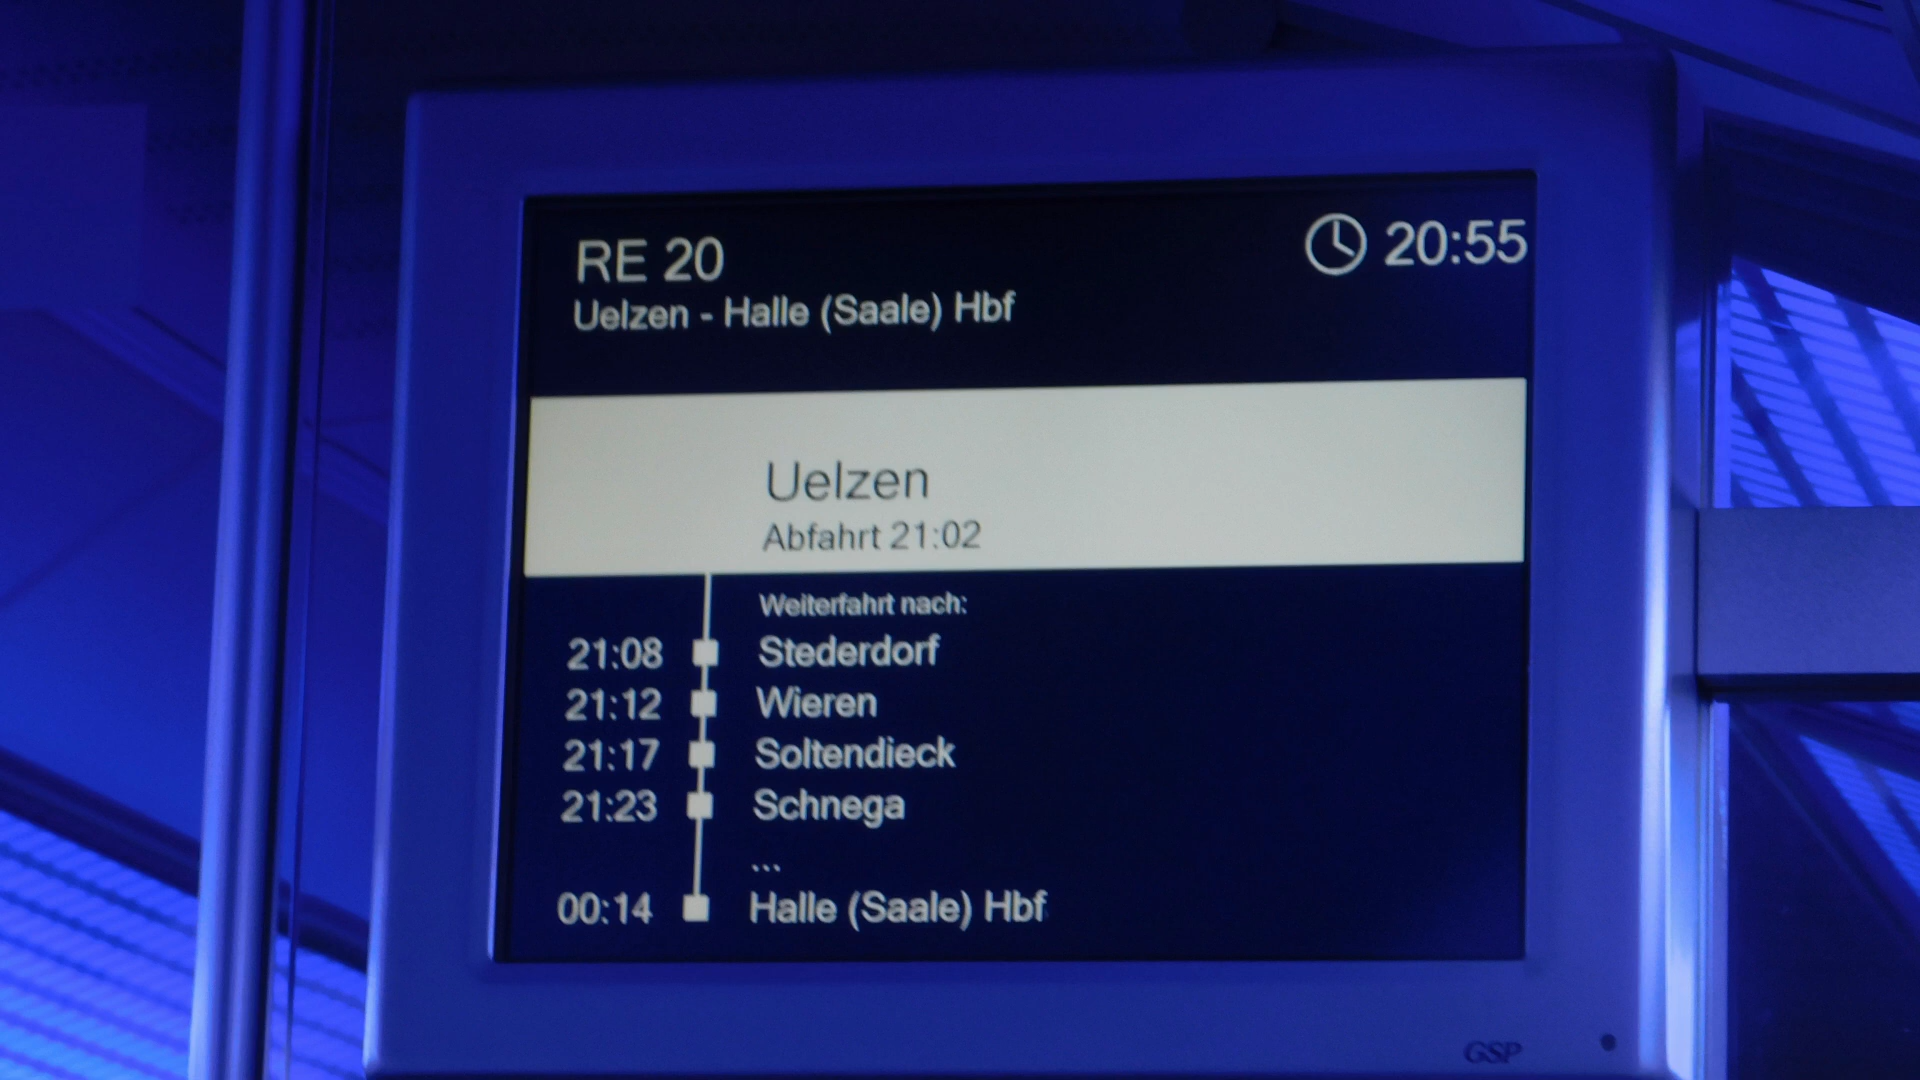 RE 20
20:55
Uelzen - Halle (Saale) Hbf
Uelzen
Abfahrt 21:02
Weiterfahrt nach:
21:08 Stederdorf
21:12 Wieren
21:17 Soltendieck
21:23 Schnega
...
00:14 Halle (Saale) Hbf
GSP